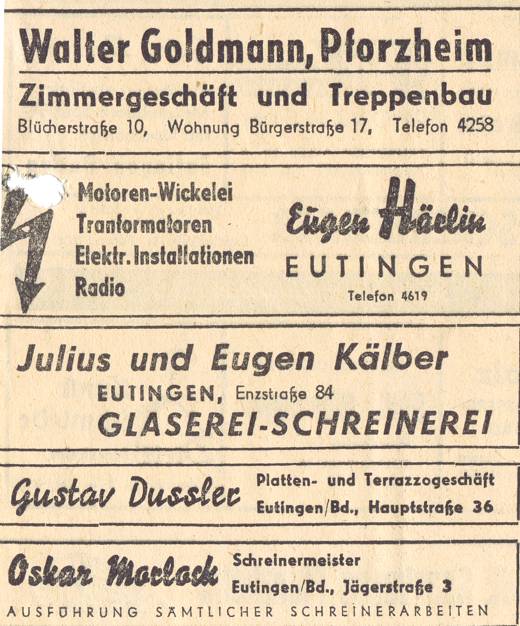 Walter Goldmann, Pforzheim
Zimmergeschäft und Treppenbau
Blücherstraße 10, Wohnung Bürgerstraße 17, Telefon 4258
Motoren-Wickelei
Tranformatoren
Elektr. Installationen
Radio
Eugen Härlin
EUTINGEN
Telefon 4619
Julius und Eugen Kälber
EUTINGEN, Enzstraße 84
GLASEREI-SCHREINEREI
Gustav Dussler
Platten- und Terrazzogeschäft
Eutingen/Bd., Hauptstraße 36
Oskar Morlock
Schreinermeister
Eutingen/Bd., Jägerstraße 3
AUSFÜHRUNG SÄMTLICHER SCHREINERARBEITEN